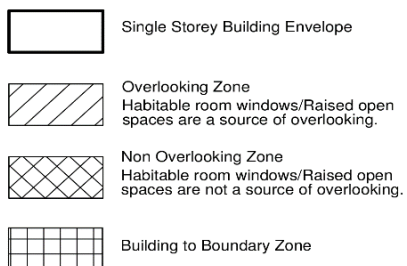 Single Storey Building Envelope
Overlooking Zone
Habitable room windows/Raised open
spaces are a source of overlooking.
Non Overlooking Zone
Habitable room windows/Raised open
spaces are not a source of overlooking.
Building to Boundary Zone